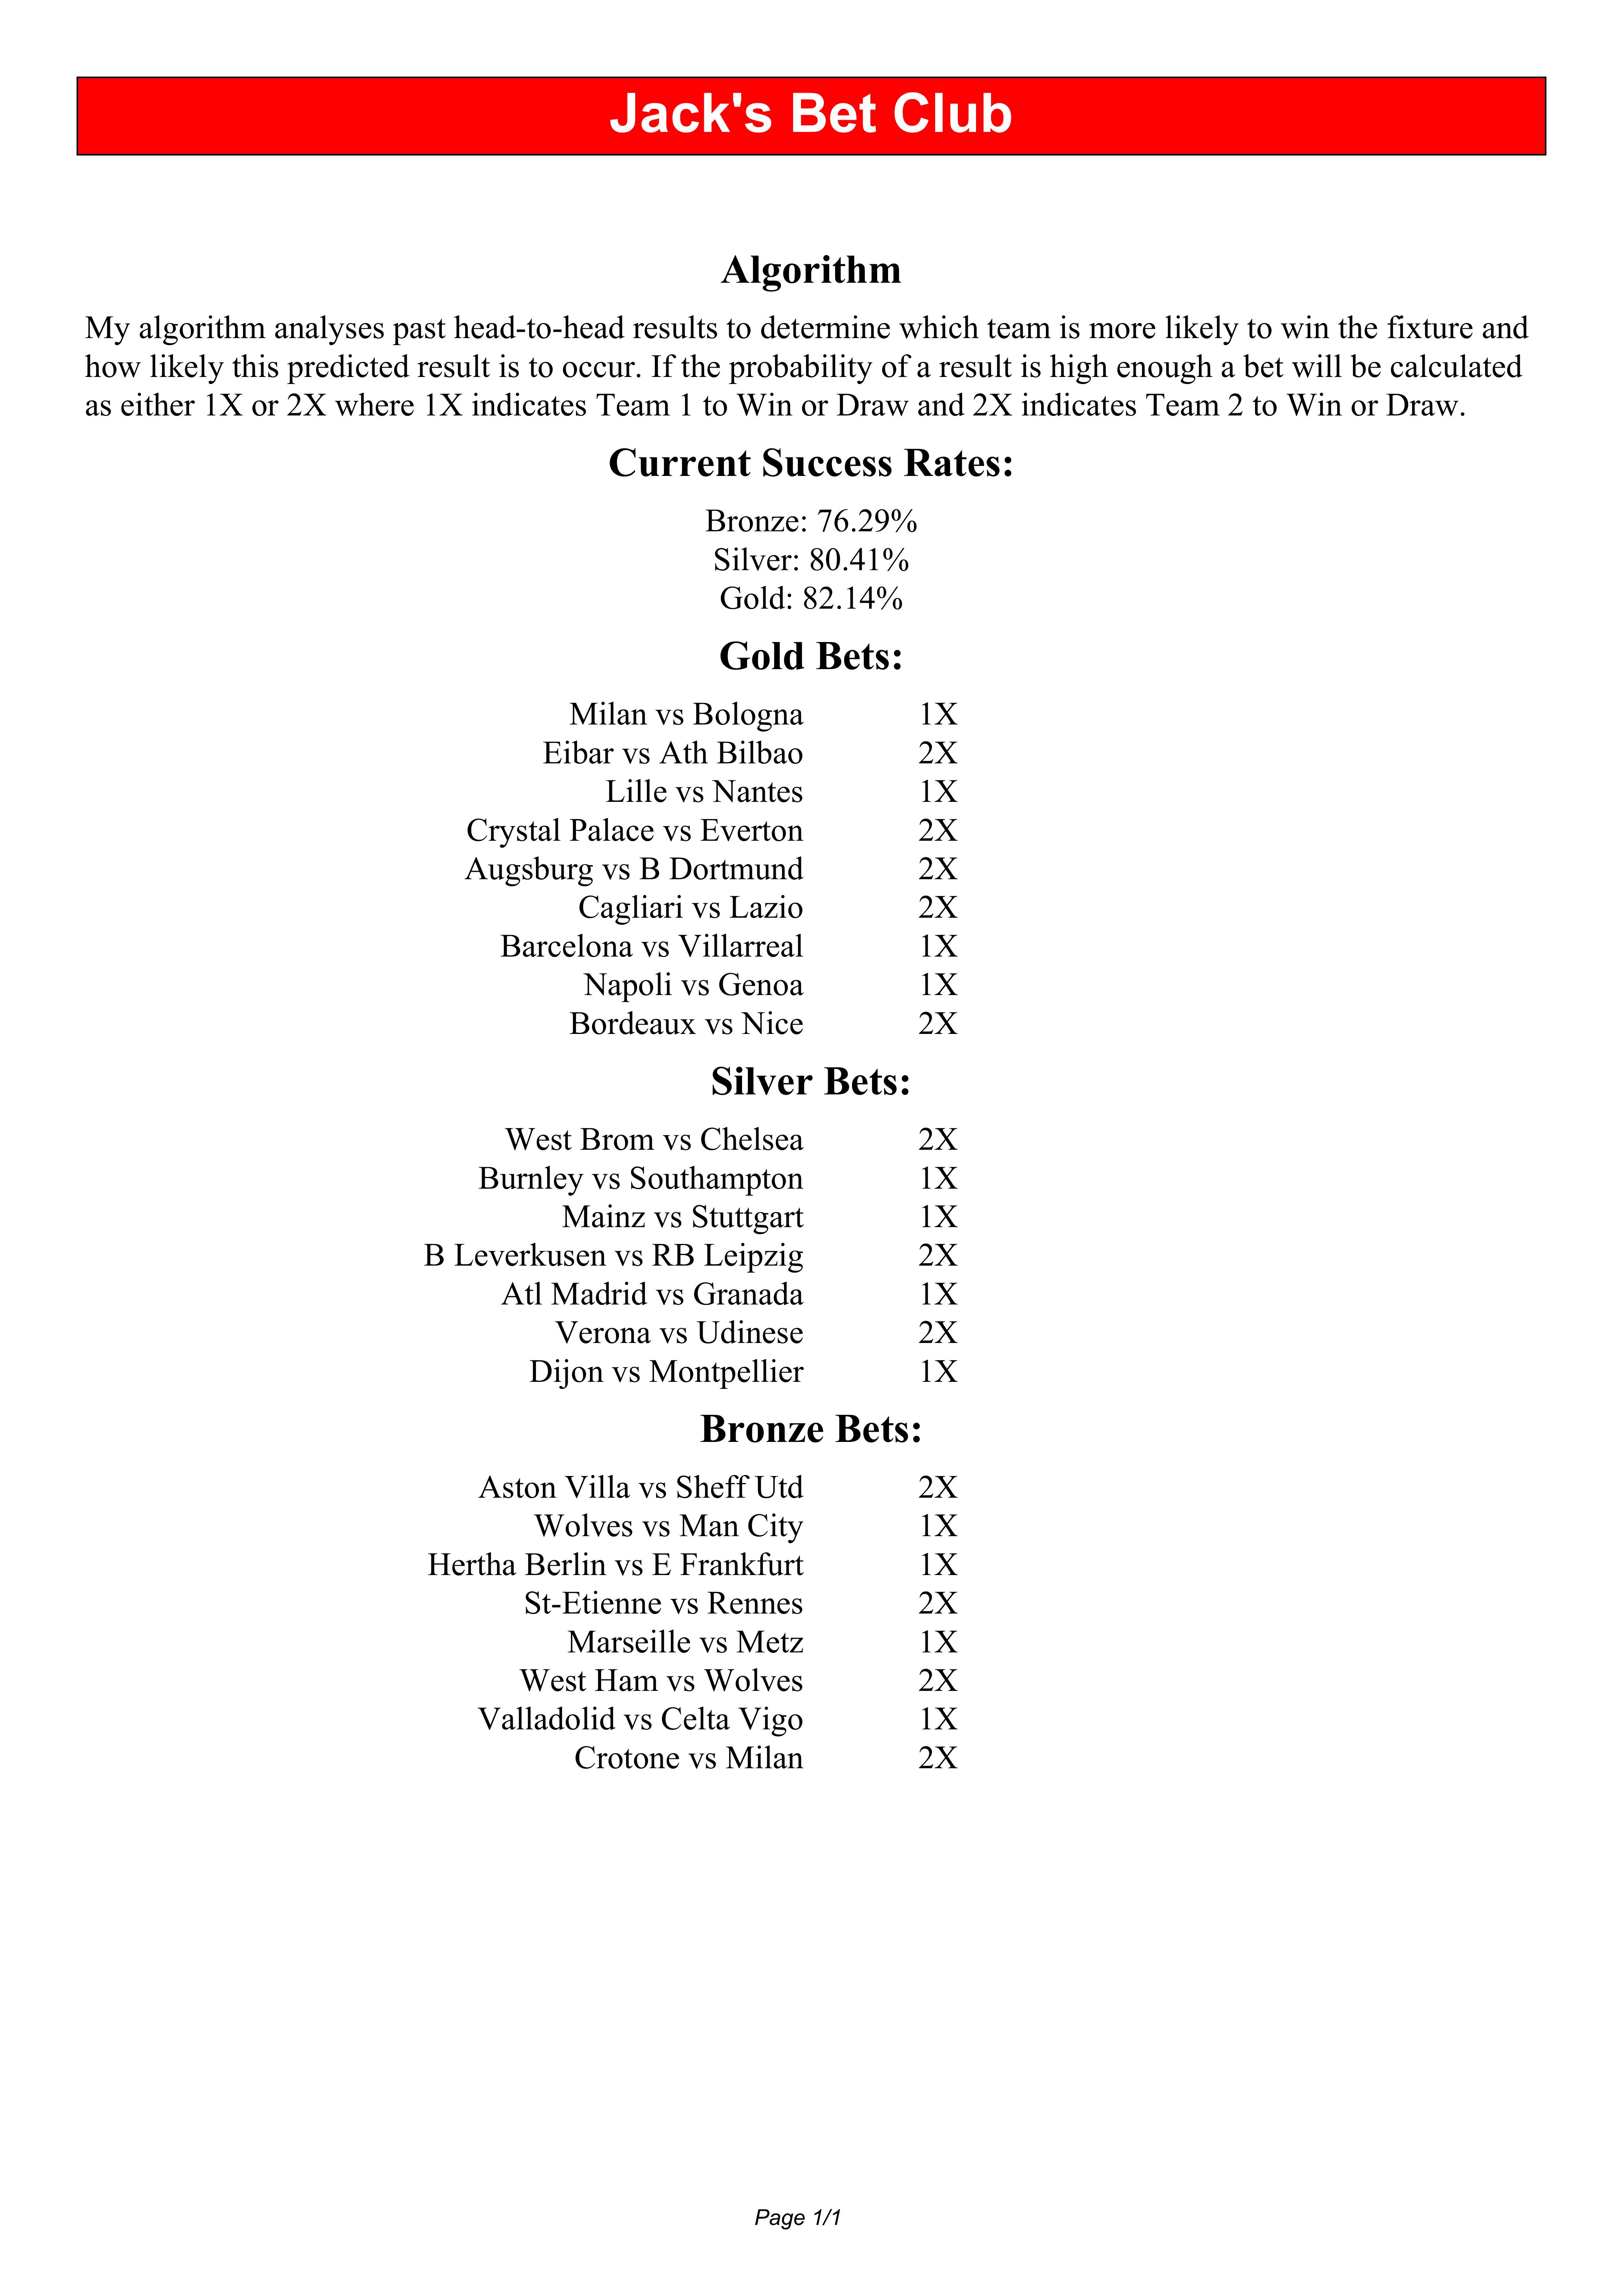 Jack's Bet Club
Algorithm
My algorithm analyses past head-to-head results to determine which team is more likely to win the fixture and
how likely this predicted result is to occur. If the probability of a result is high enough a bet will be calculated
as either 1X or 2X where 1X indicates Team 1 to Win or Draw and 2X indicates Team 2 to Win or Draw.
Current Success Rates:
Bronze: 76.29%
Silver: 80.41%
Gold: 82.14%
Gold Bets:
Milan vs Bologna 1X
Eibar vs Ath Bilbao 2X
Lille vs Nantes 1X
Crystal Palace vs Everton 2X
Augsburg vs B Dortmund 2X
Cagliari vs Lazio 2X
Barcelona vs Villarreal 1X
Napoli vs Genoa 1X
Bordeaux vs Nice 2X
Silver Bets:
West Brom vs Chelsea 2X
Burnley vs Southampton 1X
Mainz vs Stuttgart 1X
B Leverkusen vs RB Leipzig 2X
Atl Madrid vs Granada 1X
Verona vs Udinese 2X
Dijon vs Montpellier 1X
Bronze Bets:
Aston Villa vs Sheff Utd 2X
Wolves vs Man City 1X
Hertha Berlin vs E Frankfurt 1X
St-Etienne vs Rennes 2X
Marseille vs Metz 1X
West Ham vs Wolves 2X
Valladolid vs Celta Vigo 1X
Crotone vs Milan 2X
Page 1/1